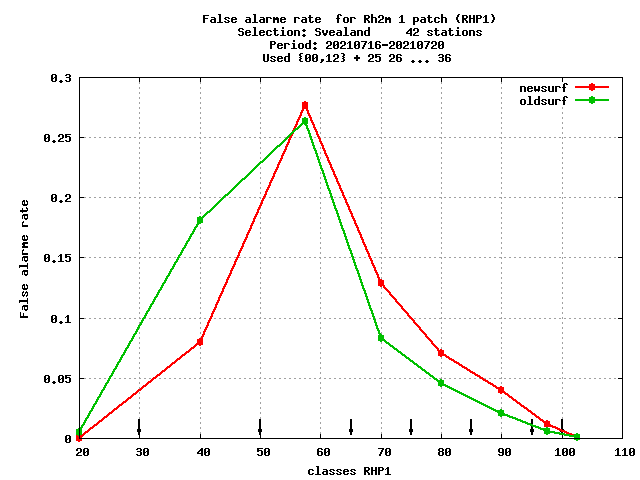 False alarme rate  for Rh2m 1 patch (RHP1)
Selection: Svealand     42 stations
Period: 20210716-20210720
Used {00,12} + 25 26 ... 36
newsurf
oldsurf
0.3
0.25
0.2
0.15
0.1
0.05
0
False alarme rate
20 30 40 50 60 70 80 90 100 110
classes RHP1